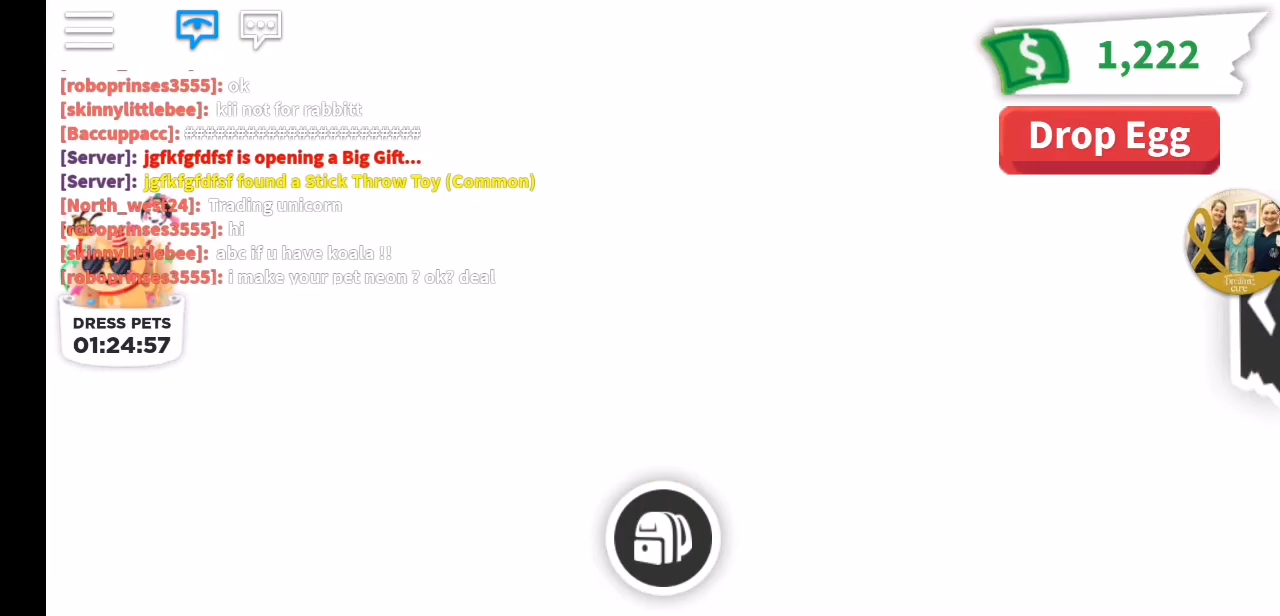 [roboprinses3555]: ok
[skinnylittlebee]: kii not for rabbitt
[Baccuppacc]: #######################
[Server]: jgfkfgfdfsf is opening a Big Gift...
[Server]: jgfkfgfdfsf found a Stick Throw Toy (Common)
[North_west24]: Trading unicorn
[roboprinses3555]: hi
[skinnylittlebee]: abc if u have koala !!
[roboprinses3555]: i make your pet neon ? ok? deal
DRESS PETS
01:24:57
1,222
Drop Egg
care